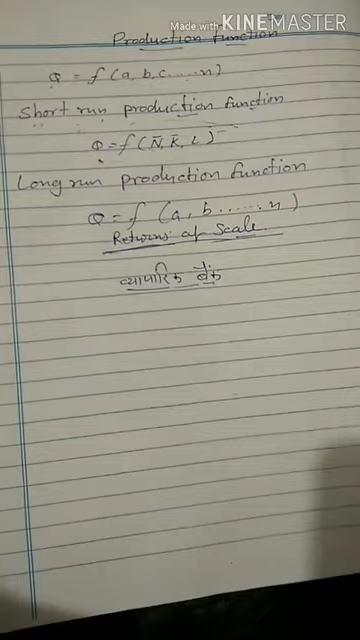 Made with KINEMASTER
Production function
Q = f (a, b, c......n)
Short run production function
Q = f (N̅, K̅, L)
Long run production function
Q = f (a, b ...... n)
Returns of Scale
व्यापारिक बैंक